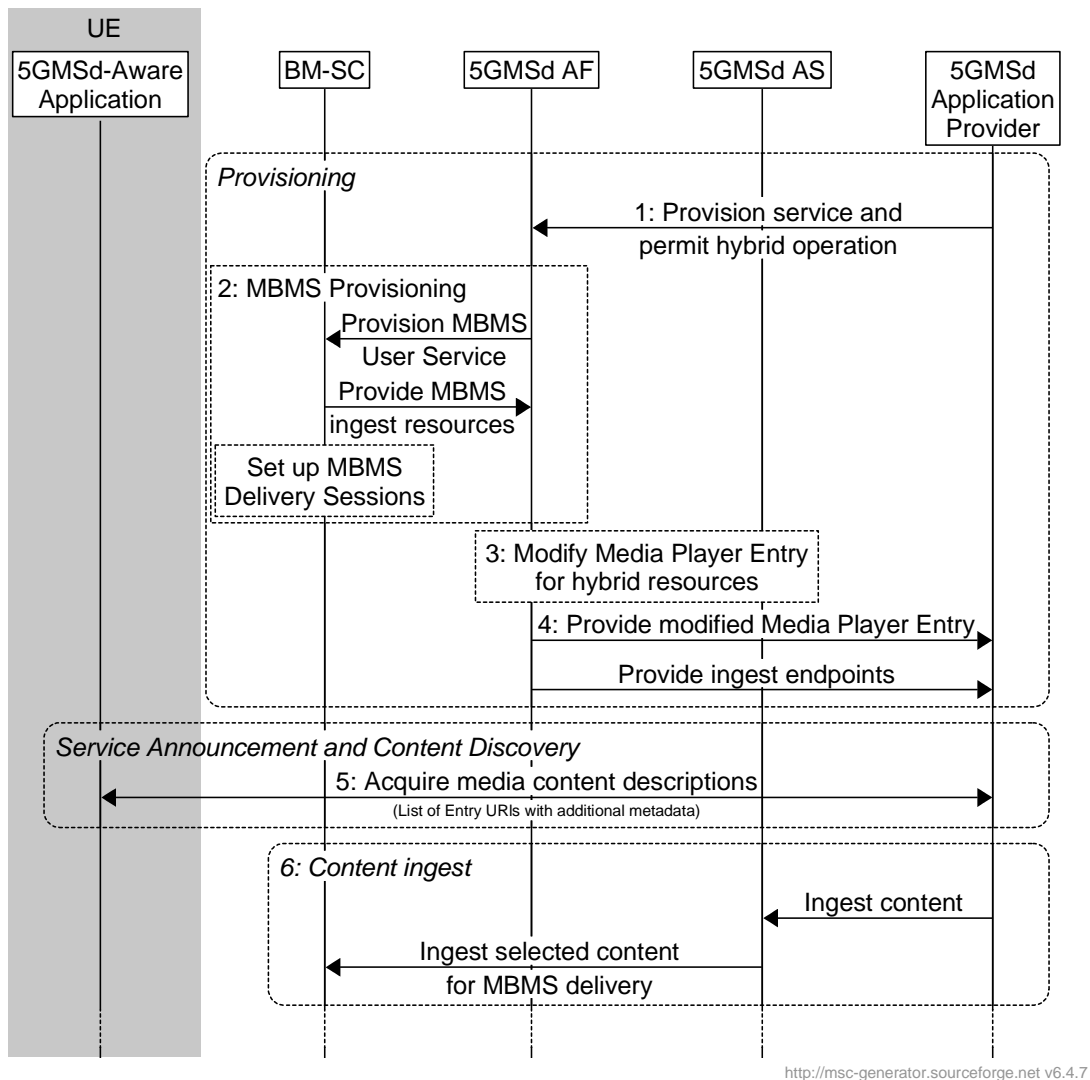 UE
5GMSd-Aware
Application
BM-SC
5GMSd AF
5GMSd AS
5GMSd
Application
Provider
Provisioning
1: Provision service and
permit hybrid operation
2: MBMS Provisioning
Provision MBMS
User Service
Provide MBMS
ingest resources
Set up MBMS
Delivery Sessions
3: Modify Media Player Entry
for hybrid resources
4: Provide modified Media Player Entry
Provide ingest endpoints
Service Announcement and Content Discovery
5: Acquire media content descriptions
(List of Entry URIs with additional metadata)
6: Content ingest
Ingest content
Ingest selected content
for MBMS delivery
http://msc-generator.sourceforge.net v6.4.7